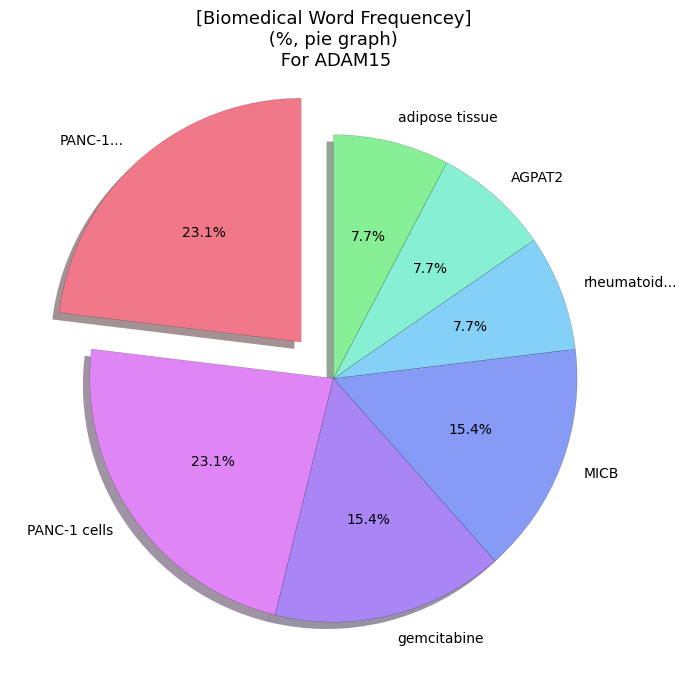 [Biomedical Word Frequencey]
(%, pie graph)
For ADAM15
adipose tissue
PANC-1...
AGPAT2
23.1%
7.7%
7.7%
rheumatoid...
7.7%
15.4%
23.1%
MICB
15.4%
PANC-1 cells
gemcitabine